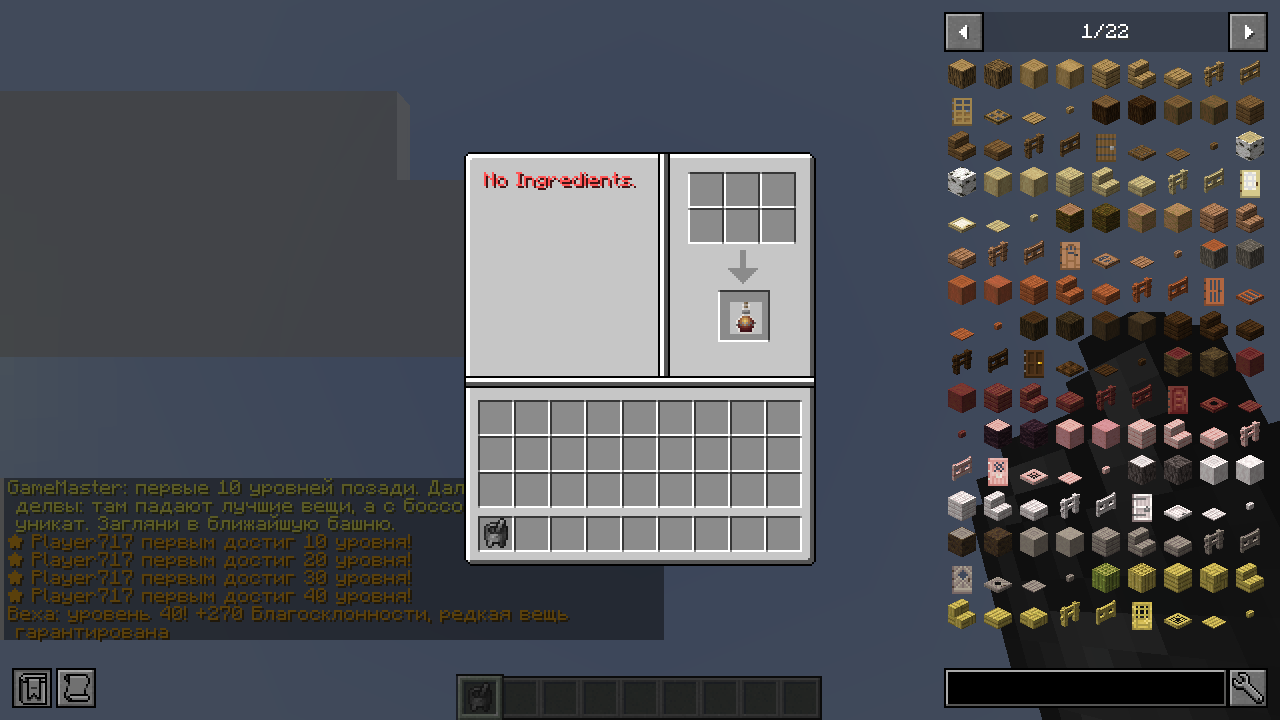 1/22
No Ingredients.
GameMaster: первые 10 уровней позади. Дал
делвы: там падают лучшие вещи, а с боссо
уникат. Загляни в ближайшую башню.
★ Player717 первым достиг 10 уровня!
★ Player717 первым достиг 20 уровня!
★ Player717 первым достиг 30 уровня!
★ Player717 первым достиг 40 уровня!
Веха: уровень 40! +270 Благосклонности, редкая вещь
гарантирована